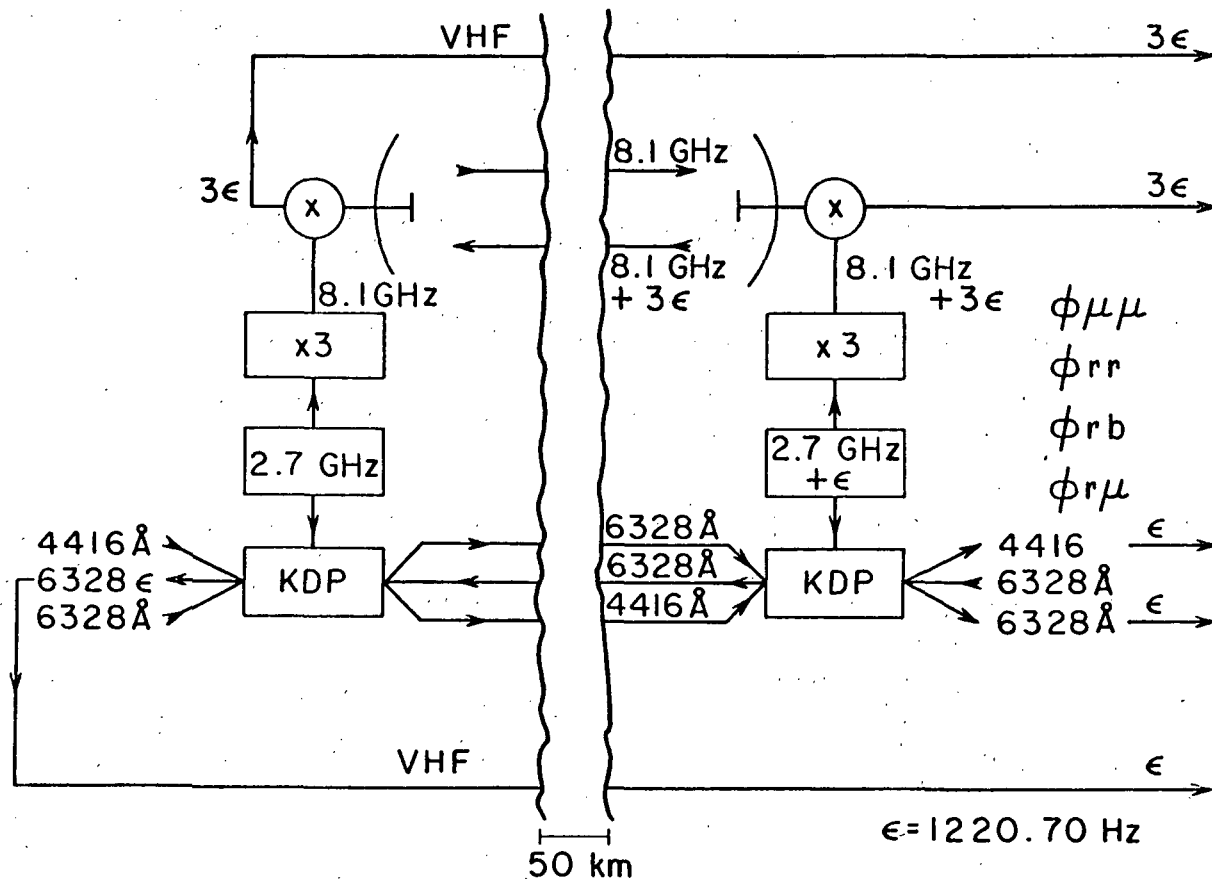 VHF
3ϵ
8.1 GHz
3ϵ
X
X
3ϵ
8.1 GHz
8.1 GHz
+ 3ϵ
8.1 GHz
+3ϵ
x3
x 3
ϕμμ
ϕrr
ϕrb
ϕrμ
2.7 GHz
2.7 GHz
+ϵ
4416Å
6328Å
4416
ϵ
6328 ϵ
KDP
6328Å
KDP
6328Å
6328Å
4416Å
6328Å
ϵ
VHF
ϵ
ϵ=1220.70 Hz
50 km